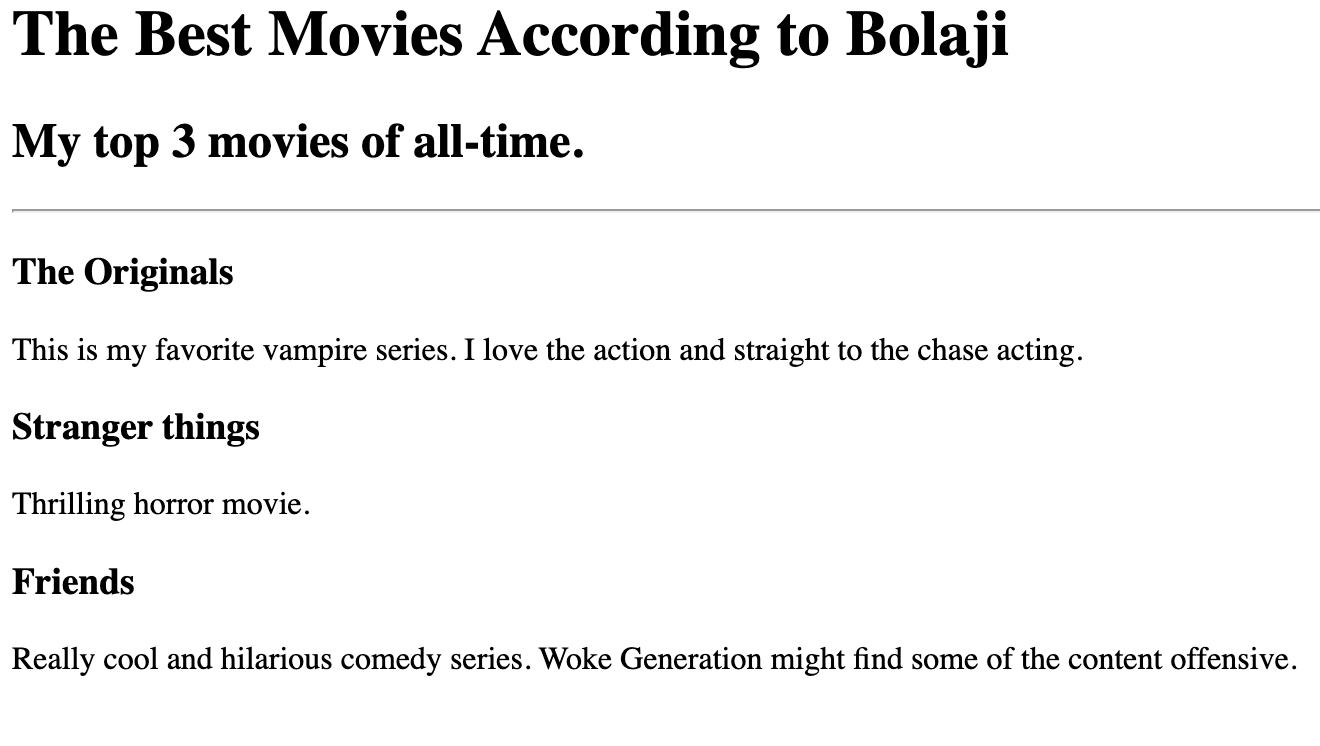 The Best Movies According to Bolaji
My top 3 movies of all-time.
The Originals
This is my favorite vampire series. I love the action and straight to the chase acting.
Stranger things
Thrilling horror movie.
Friends
Really cool and hilarious comedy series. Woke Generation might find some of the content offensive.